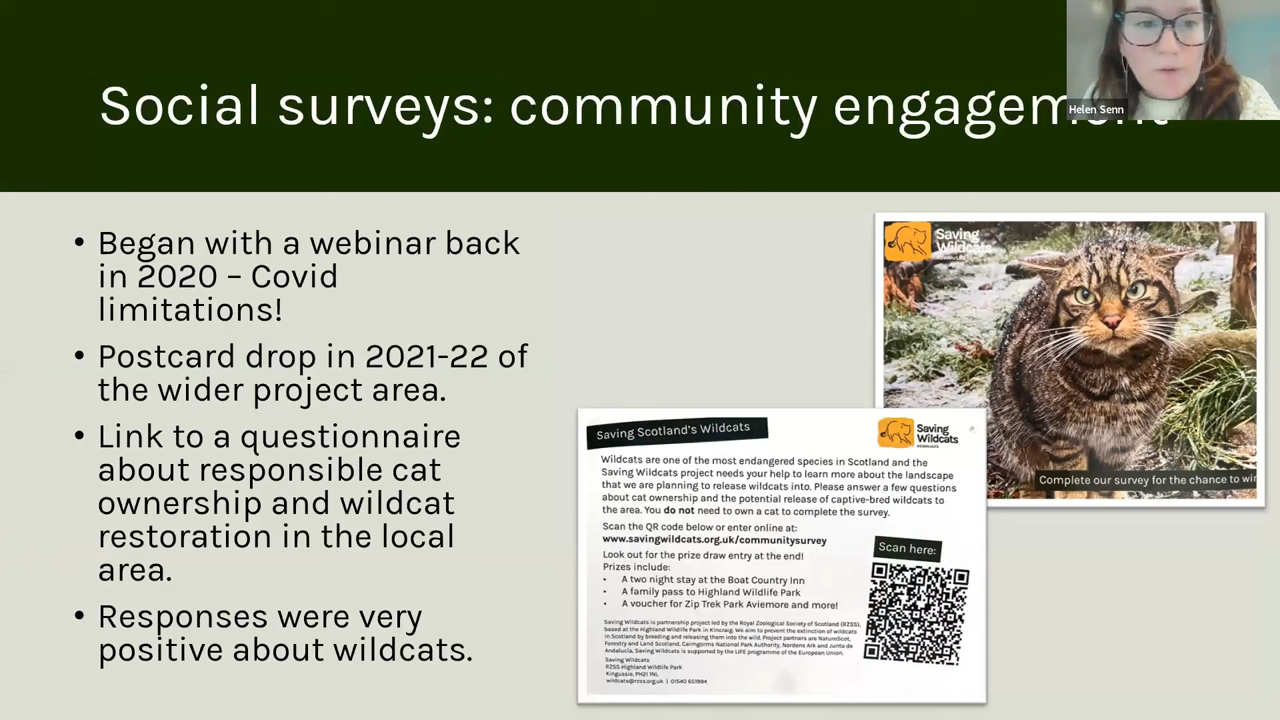 Social surveys: community engagement
Helen Senn
• Began with a webinar back
in 2020 – Covid
limitations!
• Postcard drop in 2021-22 of
the wider project area.
• Link to a questionnaire
about responsible cat
ownership and wildcat
restoration in the local
area.
• Responses were very
positive about wildcats.
Saving
Wildcats
Complete our survey for the chance to win
Saving Scotland's Wildcats
Saving
Wildcats
Wildcats are one of the most endangered species in Scotland and the
Saving Wildcats project needs your help to learn more about the landscape
that we are planning to release wildcats into. Please answer a few questions
about cat ownership and the potential release of captive-bred wildcats to
the area. You do not need to own a cat to complete the survey.
Scan the QR code below or enter online at:
www.savingwildcats.org.uk/communitysurvey
Look out for the prize draw entry at the end!
Prizes include:
• A two night stay at the Boat Country Inn
• A family pass to Highland Wildlife Park
• A voucher for Zip Trek Park Aviemore and more!
Scan here:
Saving Wildcats is partnership project led by the Royal Zoological Society of Scotland (RZSS),
based at the Highland Wildlife Park in Kincraig. We aim to prevent the extinction of wildcats
in Scotland by breeding and releasing them into the wild. Project partners are NatureScot,
Forestry and Land Scotland, Cairngorms National Park Authority, Nordens Ark and Junta de
Andalucía, Saving Wildcats is supported by the LIFE programme of the European Union.
Saving Wildcats
RZSS Highland Wildlife Park
Kingussie, PH21 1NL
wildcats@rzss.org.uk | 01540 651994